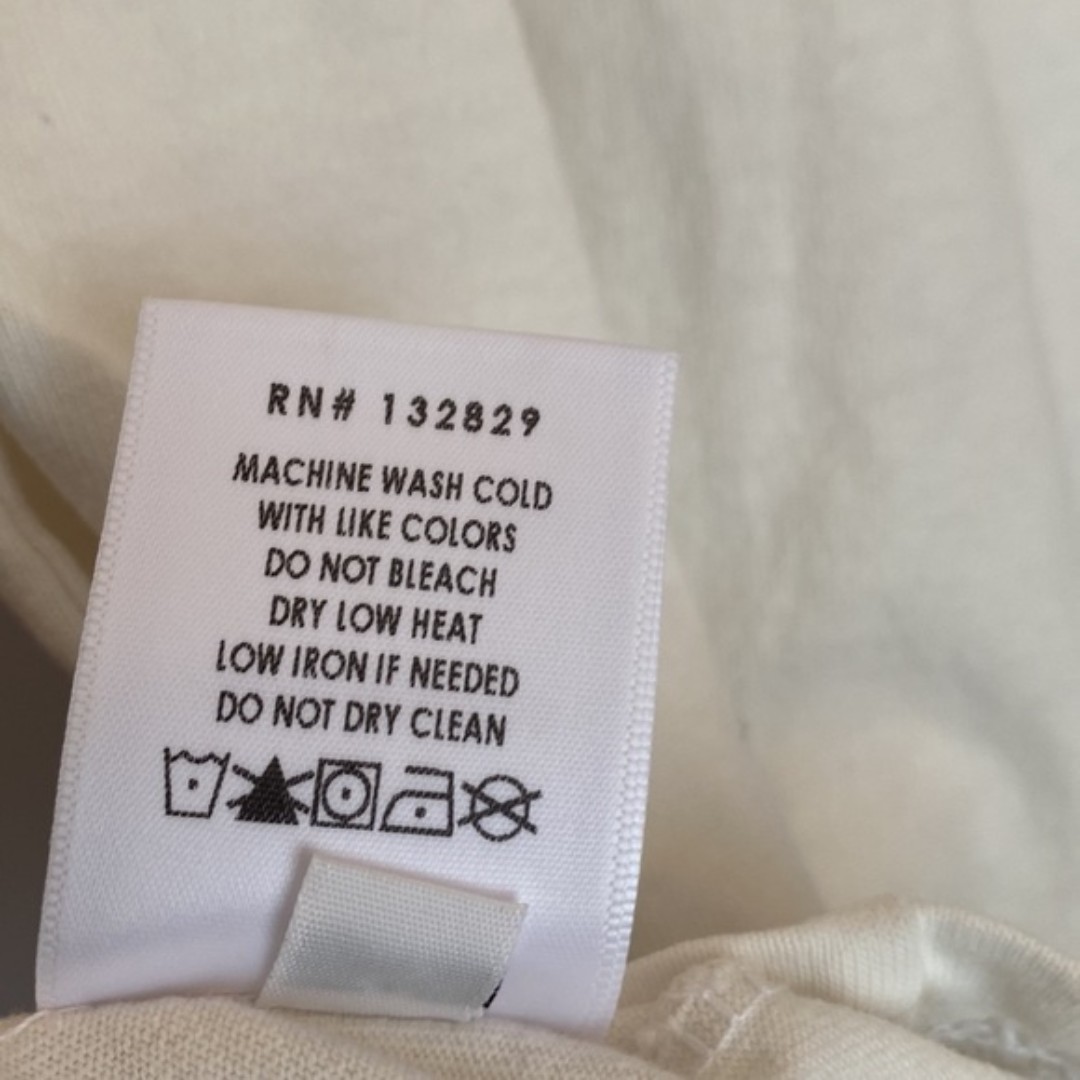 RN# 132829
MACHINE WASH COLD
WITH LIKE COLORS
DO NOT BLEACH
DRY LOW HEAT
LOW IRON IF NEEDED
DO NOT DRY CLEAN